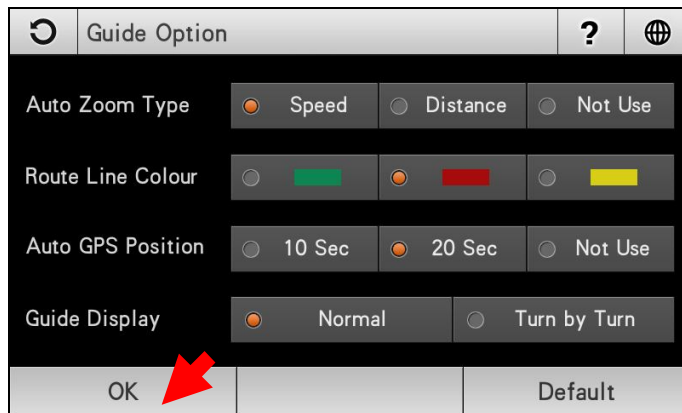 Guide Option ?
Auto Zoom Type Speed Distance Not Use
Route Line Colour
Auto GPS Position 10 Sec 20 Sec Not Use
Guide Display Normal Turn by Turn
OK Default